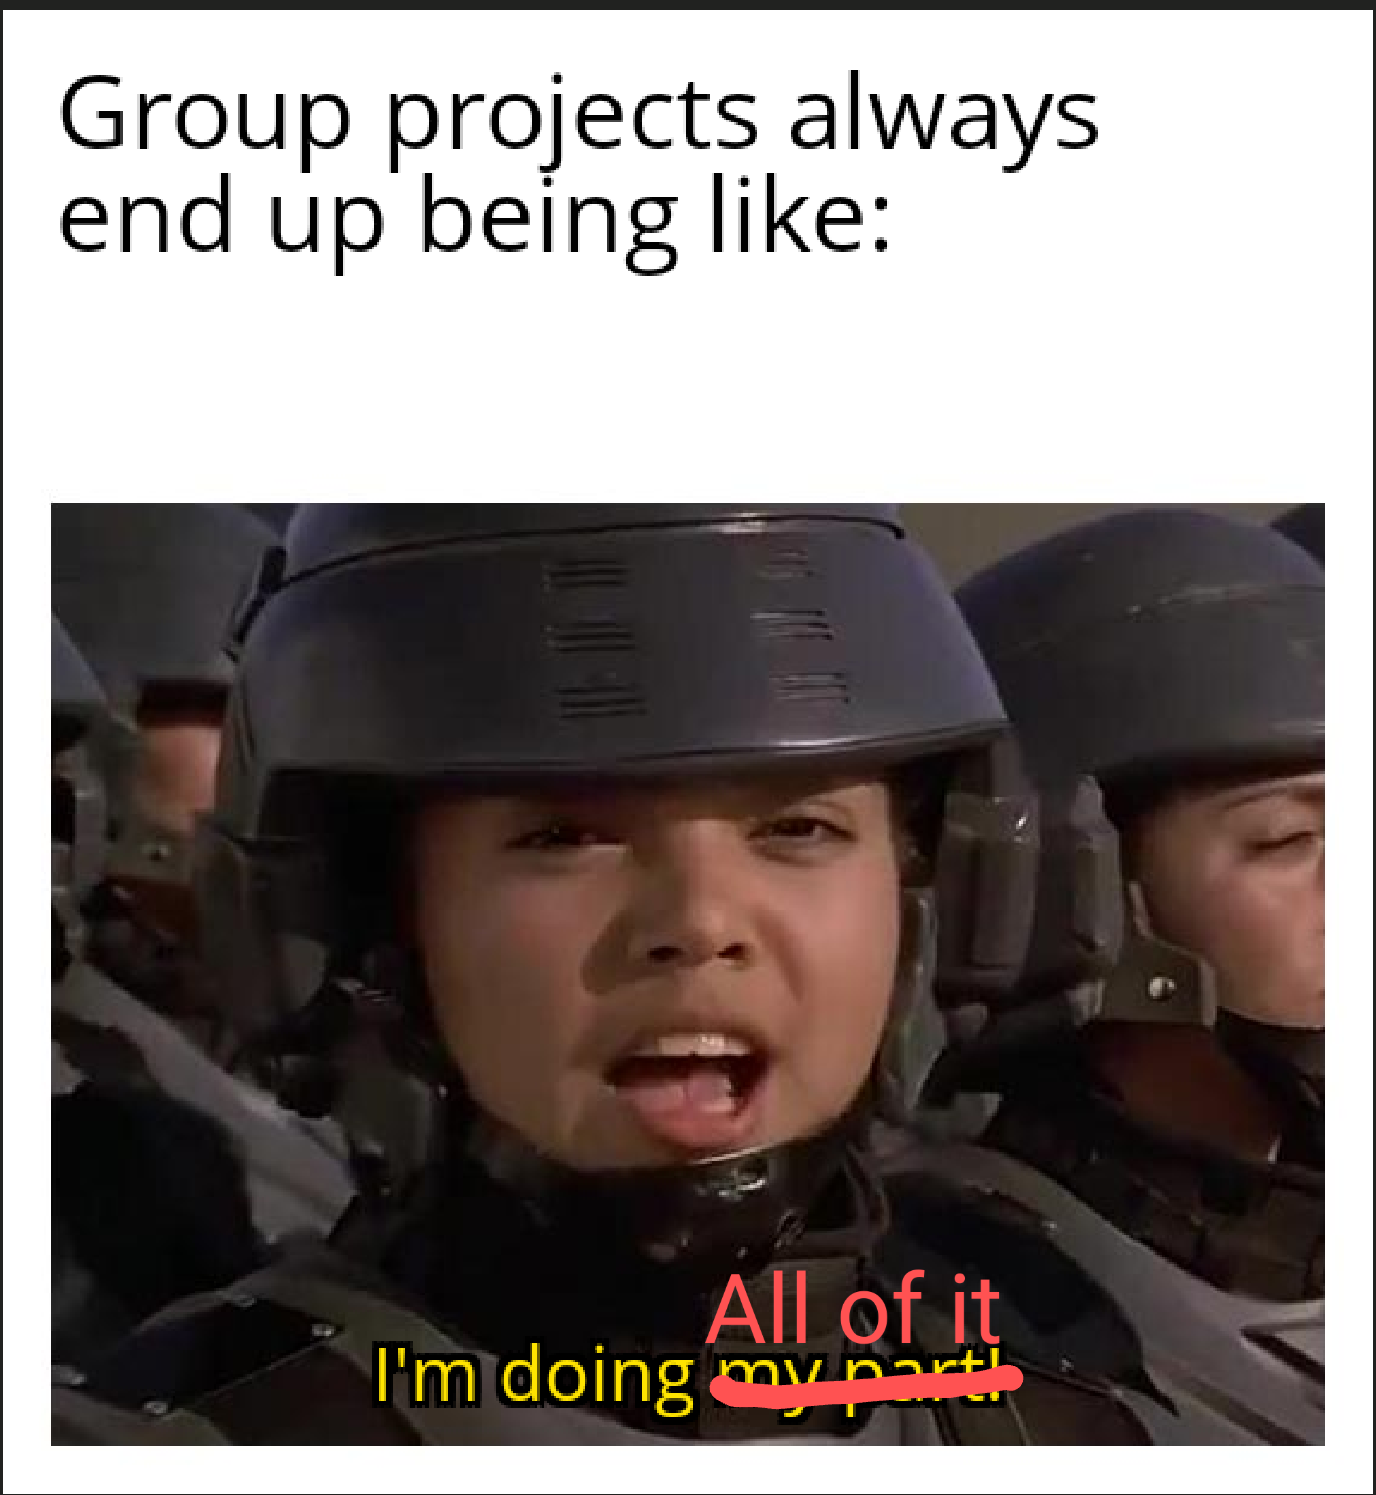 Group projects always
end up being like:
All of it
I'm doing my part!